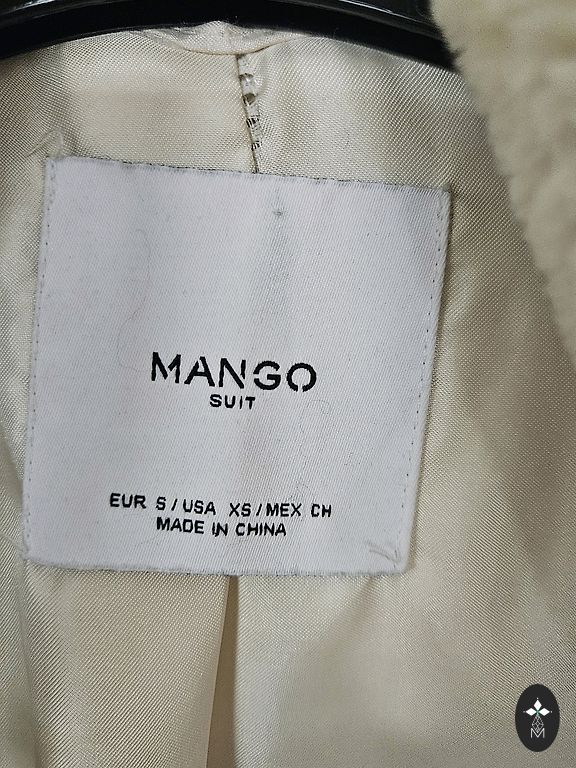 MANGO
SUIT
EUR S / USA XS / MEX CH
MADE IN CHINA
M